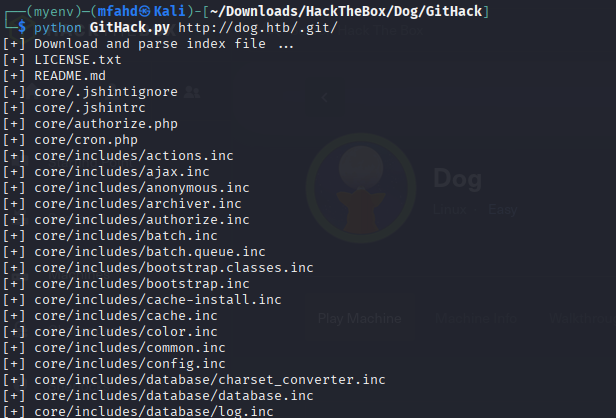 (myenv)-(mfahd㉿Kali)-[~/Downloads/HackTheBox/Dog/GitHack]
$ python GitHack.py http://dog.htb/.git/
[+] Download and parse index file ...
[+] LICENSE.txt
[+] README.md
[+] core/.jshintignore
[+] core/.jshintrc
[+] core/authorize.php
[+] core/cron.php
[+] core/includes/actions.inc
[+] core/includes/ajax.inc
[+] core/includes/anonymous.inc
[+] core/includes/archiver.inc
[+] core/includes/authorize.inc
[+] core/includes/batch.inc
[+] core/includes/batch.queue.inc
[+] core/includes/bootstrap.classes.inc
[+] core/includes/bootstrap.inc
[+] core/includes/cache-install.inc
[+] core/includes/cache.inc
[+] core/includes/color.inc
[+] core/includes/common.inc
[+] core/includes/config.inc
[+] core/includes/database/charset_converter.inc
[+] core/includes/database/database.inc
[+] core/includes/database/log.inc
Dog
Linux Easy
Play Machine